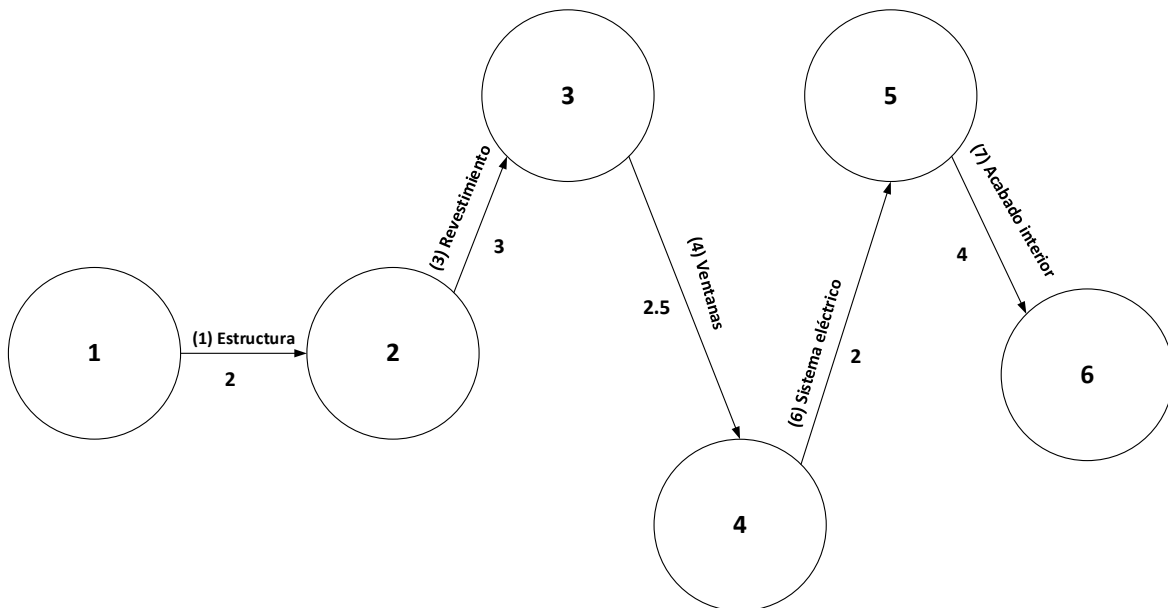 1
(1) Estructura
2
2
(3) Revestimiento
3
3
(4) Ventanas
2.5
4
(6) Sistema eléctrico
2
5
(7) Acabado interior
4
6